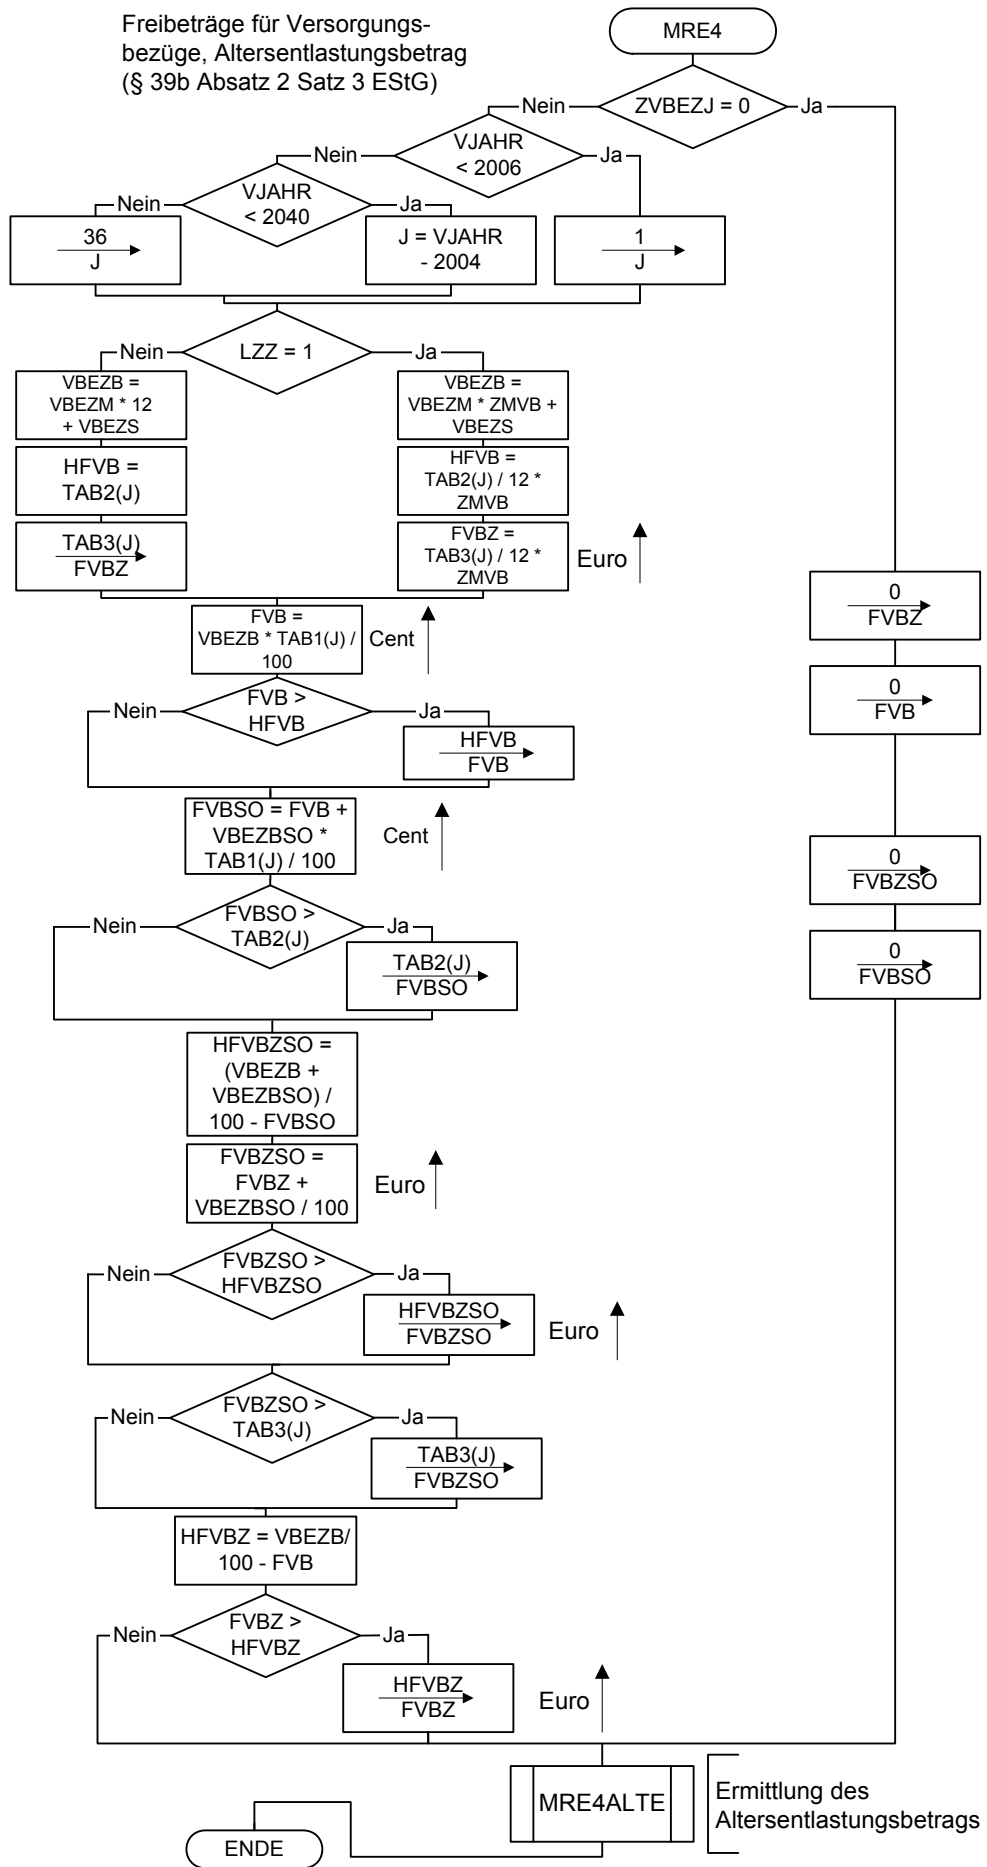 Freibeträge für Versorgungs-
bezüge, Altersentlastungsbetrag
(§ 39b Absatz 2 Satz 3 EStG)
MRE4
ZVBEZJ = 0
Nein
Ja
VJAHR
< 2006
Nein
Ja
VJAHR
< 2040
Nein
Ja
36
J
J = VJAHR
- 2004
1
J
LZZ = 1
Nein
Ja
VBEZB =
VBEZM * 12
+ VBEZS
VBEZB =
VBEZM * ZMVB +
VBEZS
HFVB =
TAB2(J)
HFVB =
TAB2(J) / 12 *
ZMVB
TAB3(J)
FVBZ
FVBZ =
TAB3(J) / 12 *
ZMVB
Euro
0
FVBZ
FVB =
VBEZB * TAB1(J) /
100
Cent
0
FVB
FVB >
HFVB
Nein
Ja
HFVB
FVB
FVBSO = FVB +
VBEZBSO *
TAB1(J) / 100
Cent
0
FVBZSO
FVBSO >
TAB2(J)
Nein
Ja
TAB2(J)
FVBSO
0
FVBSO
HFVBZSO =
(VBEZB +
VBEZBSO) /
100 - FVBSO
FVBZSO =
FVBZ +
VBEZBSO / 100
Euro
FVBZSO >
HFVBZSO
Nein
Ja
HFVBZSO
FVBZSO
Euro
FVBZSO >
TAB3(J)
Nein
Ja
TAB3(J)
FVBZSO
HFVBZ = VBEZB/
100 - FVB
FVBZ >
HFVBZ
Nein
Ja
HFVBZ
FVBZ
Euro
MRE4ALTE
Ermittlung des
Altersentlastungsbetrags
ENDE